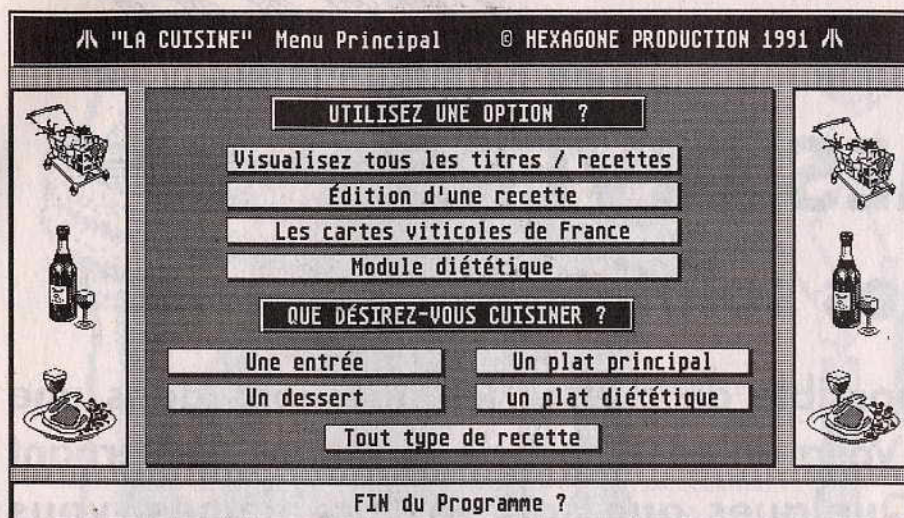 "LA CUISINE" Menu Principal © HEXAGONE PRODUCTION 1991
UTILISEZ UNE OPTION ?
Visualisez tous les titres / recettes
Édition d'une recette
Les cartes viticoles de France
Module diététique
QUE DÉSIREZ-VOUS CUISINER ?
Une entrée
Un plat principal
Un dessert
un plat diététique
Tout type de recette
FIN du Programme ?